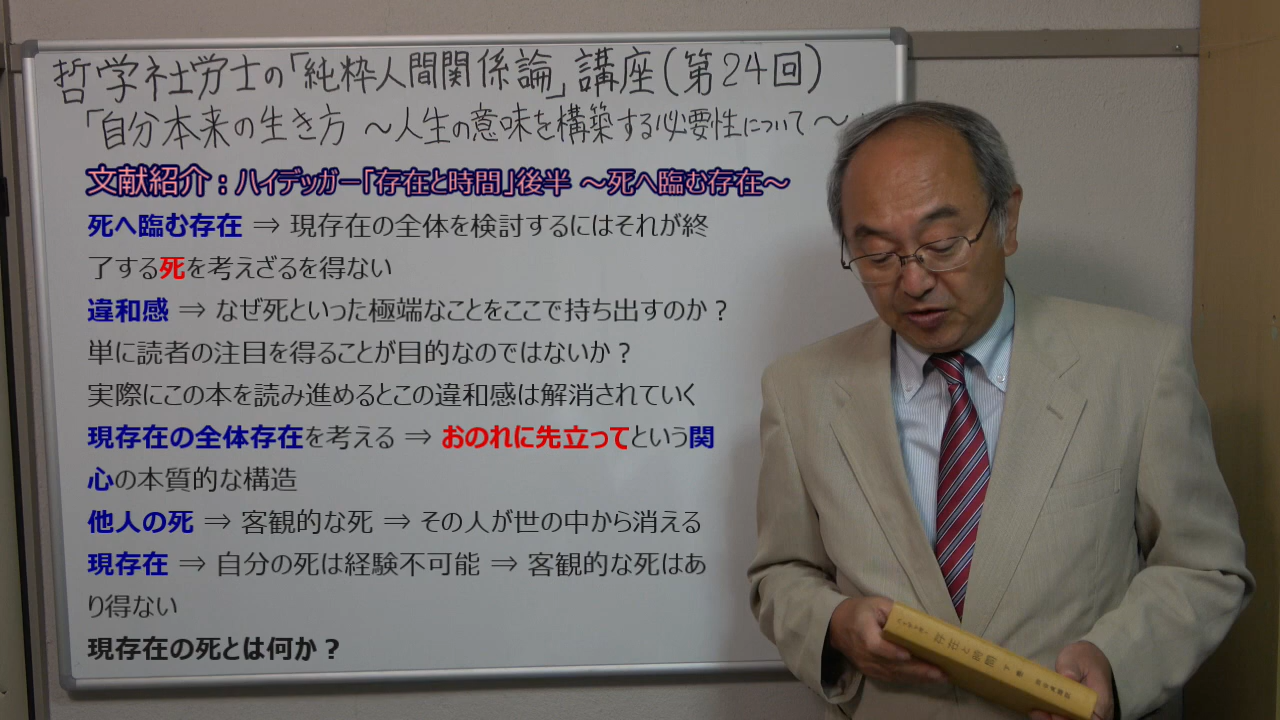 哲学社労士の「純粋人間関係論」講座(第24回)
「自分本来の生き方 ～人生の意味を構築する必要性について～
文献紹介：ハイデッガー「存在と時間」後半 ～死へ臨む存在～
死へ臨む存在 ⇒ 現存在の全体を検討するにはそれが終
了する死を考えざるを得ない
違和感 ⇒ なぜ死といった極端なことをここで持ち出すのか？
単に読者の注目を得ることが目的なのではないか？
実際にこの本を読み進めるとこの違和感は解消されていく
現存在の全体存在を考える ⇒ おのれに先立ってという関
心の本質的な構造
他人の死 ⇒ 客観的な死 ⇒ その人が世の中から消える
現存在 ⇒ 自分の死は経験不可能 ⇒ 客観的な死はあ
り得ない
現存在の死とは何か？
存在と時間 下巻